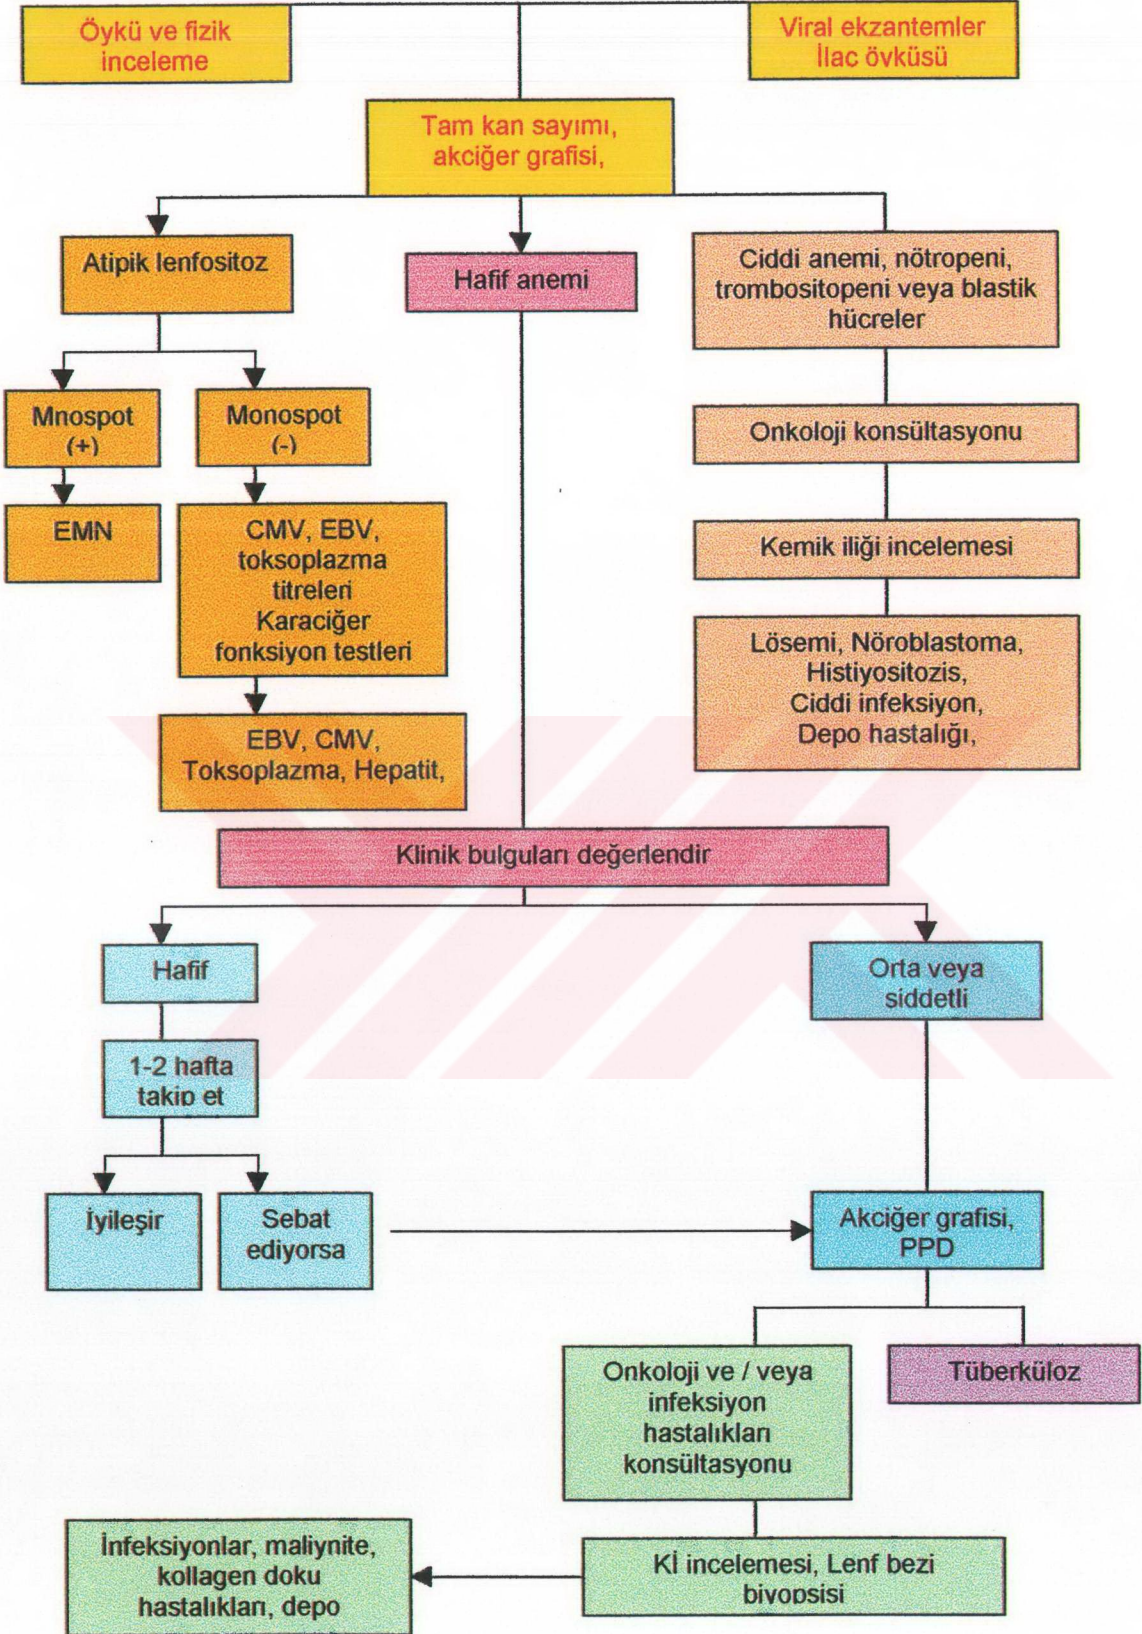 Öykü ve fizik
inceleme
Viral ekzantemler
İlac övküsü
Tam kan sayımı,
akciğer grafisi,
Atipik lenfositoz
Hafif anemi
Ciddi anemi, nötropeni,
trombositopeni veya blastik
hücreler
Mnospot
(+)
Monospot
(-)
Onkoloji konsültasyonu
EMN
CMV, EBV,
toksoplazma
titreleri
Karaciğer
fonksiyon testleri
Kemik iliği incelemesi
Lösemi, Nöroblastoma,
Histiyositozis,
Ciddi infeksiyon,
Depo hastalığı,
EBV, CMV,
Toksoplazma, Hepatit,
Klinik bulguları değerlendir
Hafif
Orta veya
siddetli
1-2 hafta
takip et
İyileşir
Sebat
ediyorsa
Akciğer grafisi,
PPD
Onkoloji ve / veya
infeksiyon
hastalıkları
konsültasyonu
Tüberküloz
İnfeksiyonlar, maliynite,
kollagen doku
hastalıkları, depo
Kİ incelemesi, Lenf bezi
biyopsisi